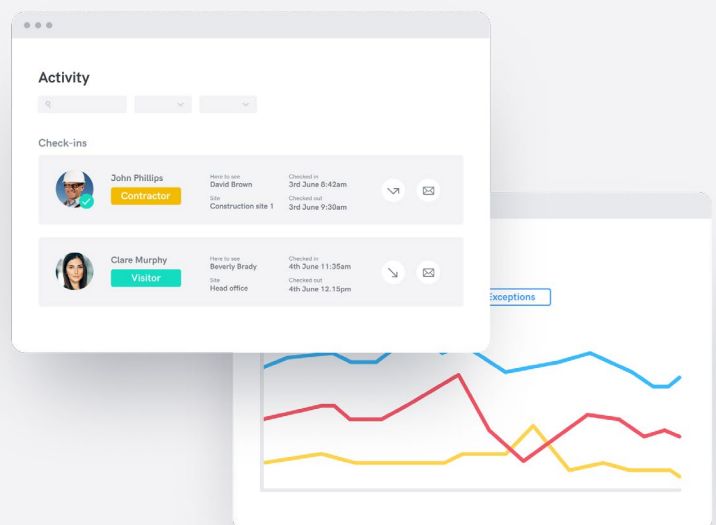 Activity
Check-ins
John Phillips
Contractor
Here to see
David Brown
Site
Construction site 1
Checked in
3rd June 8:42am
Checked out
3rd June 9:30am
Clare Murphy
Visitor
Here to see
Beverly Brady
Site
Head office
Checked in
4th June 11:35am
Checked out
4th June 12.15pm
Exceptions